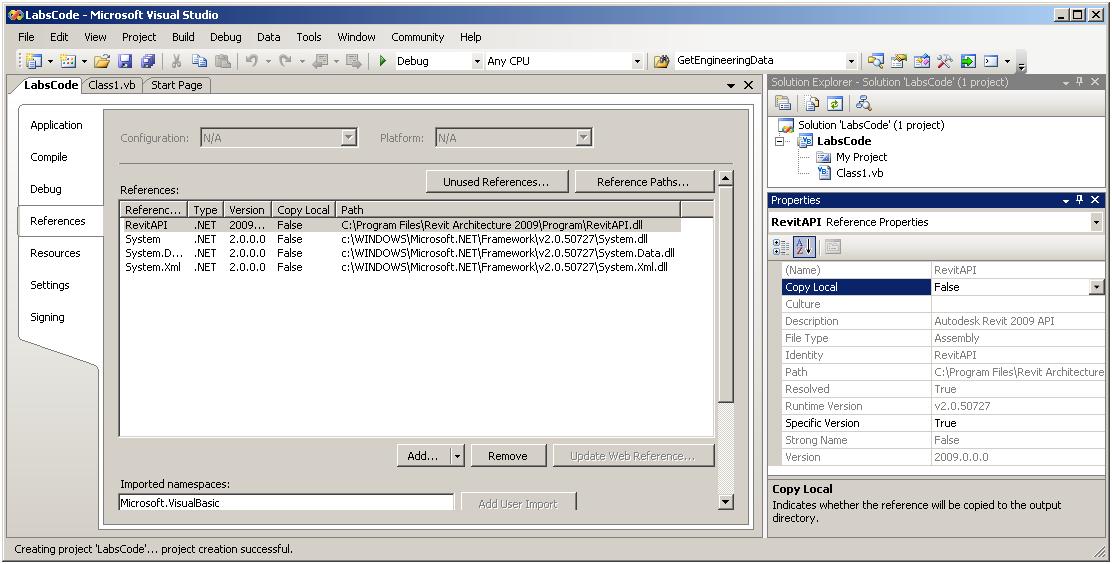 LabsCode - Microsoft Visual Studio
File Edit View Project Build Debug Data Tools Window Community Help
Debug Any CPU GetEngineeringData
LabsCode Class1.vb Start Page
Application
Compile
Debug
References
Resources
Settings
Signing
Configuration: N/A Platform: N/A
Unused References... Reference Paths...
References:
Referenc... Type Version Copy Local Path
RevitAPI .NET 2009... False C:\Program Files\Revit Architecture 2009\Program\RevitAPI.dll
System .NET 2.0.0.0 False c:\WINDOWS\Microsoft.NET\Framework\v2.0.50727\System.dll
System.D... .NET 2.0.0.0 False c:\WINDOWS\Microsoft.NET\Framework\v2.0.50727\System.Data.dll
System.Xml .NET 2.0.0.0 False c:\WINDOWS\Microsoft.NET\Framework\v2.0.50727\System.Xml.dll
Add... Remove Update Web Reference...
Imported namespaces:
Microsoft.VisualBasic Add User Import
Solution Explorer - Solution 'LabsCode' (1 project)
Solution 'LabsCode' (1 project)
LabsCode
My Project
Class1.vb
Properties
RevitAPI Reference Properties
(Name) RevitAPI
Copy Local False
Culture
Description Autodesk Revit 2009 API
File Type Assembly
Identity RevitAPI
Path C:\Program Files\Revit Architecture
Resolved True
Runtime Version v2.0.50727
Specific Version True
Strong Name False
Version 2009.0.0.0
Copy Local
Indicates whether the reference will be copied to the output
directory.
Creating project 'LabsCode'... project creation successful.